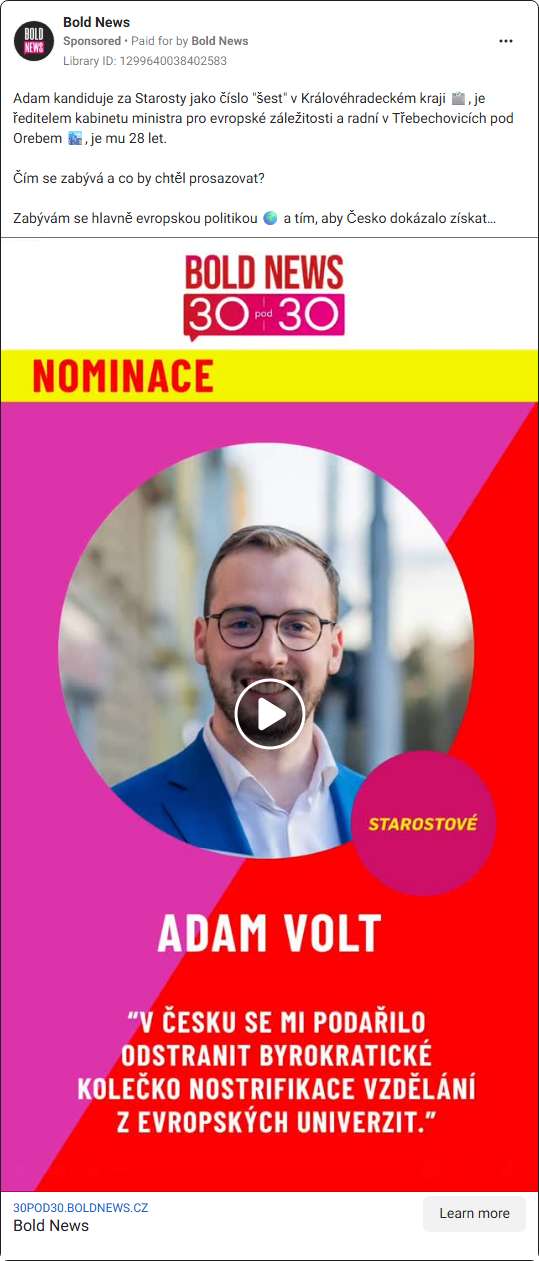 BOLD
NEWS
Bold News
Sponsored • Paid for by Bold News
Library ID: 1299640038402583
Adam kandiduje za Starosty jako číslo "šest" v Královéhradeckém kraji 🏙, je
ředitelem kabinetu ministra pro evropské záležitosti a radní v Třebechovicích pod
Orebem 🌇, je mu 28 let.
Čím se zabývá a co by chtěl prosazovat?
Zabývám se hlavně evropskou politikou 🌍 a tím, aby Česko dokázalo získat...
BOLD NEWS
30 pod 30
NOMINACE
STAROSTOVÉ
ADAM VOLT
“V ČESKU SE MI PODAŘILO
ODSTRANIT BYROKRATICKÉ
KOLEČKO NOSTRIFIKACE VZDĚLÁNÍ
Z EVROPSKÝCH UNIVERZIT.”
30POD30.BOLDNEWS.CZ
Bold News
Learn more